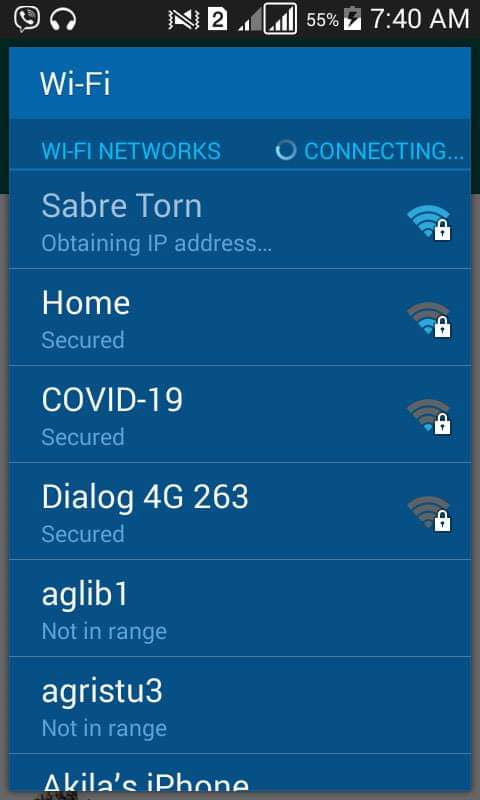 2 55% 7:40 AM
Wi-Fi
WI-FI NETWORKS CONNECTING...
Sabre Torn
Obtaining IP address...
Home
Secured
COVID-19
Secured
Dialog 4G 263
Secured
aglib1
Not in range
agristu3
Not in range
Akila's iPhone